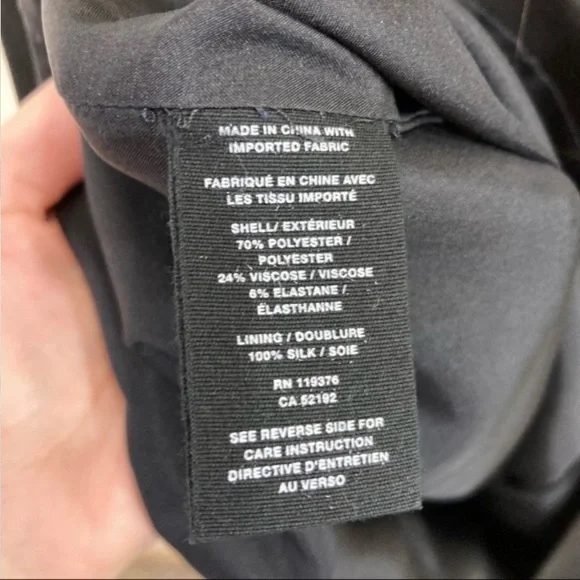 MADE IN CHINA WITH
IMPORTED FABRIC
FABRIQUÉ EN CHINE AVEC
LES TISSU IMPORTÉ
SHELL/ EXTÉRIEUR
70% POLYESTER /
POLYESTER
24% VISCOSE / VISCOSE
6% ELASTANE /
ÉLASTHANNE
LINING / DOUBLURE
100% SILK / SOIE
RN 119376
CA 52192
SEE REVERSE SIDE FOR
CARE INSTRUCTION
DIRECTIVE D'ENTRETIEN
AU VERSO